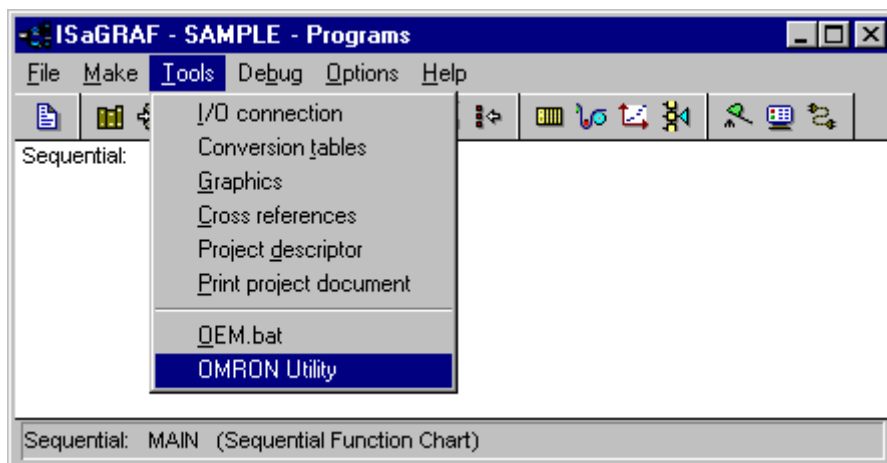 ISaGRAF - SAMPLE - Programs
File Make Tools Debug Options Help
Sequential:
I/O connection
Conversion tables
Graphics
Cross references
Project descriptor
Print project document
OEM.bat
OMRON Utility
Sequential: MAIN (Sequential Function Chart)